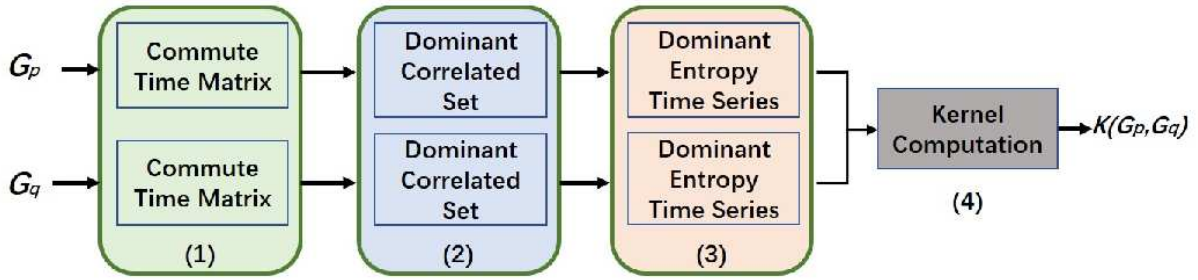 Gp
Commute
Time Matrix
Dominant
Correlated
Set
Dominant
Entropy
Time Series
Gq
Commute
Time Matrix
Dominant
Correlated
Set
Dominant
Entropy
Time Series
Kernel
Computation
K(Gp,Gq)
(1)
(2)
(3)
(4)